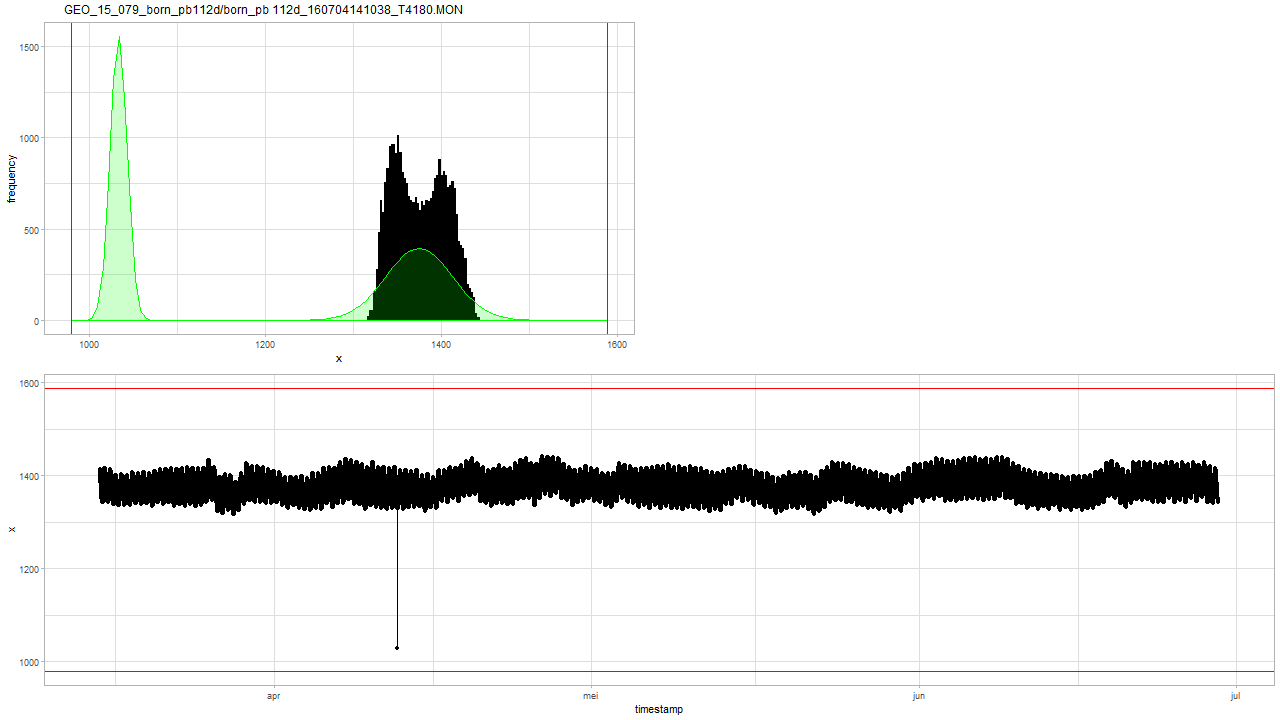 GEO_15_079_born_pb112d/born_pb 112d_160704141038_T4180.MON
1500
1000
500
0
frequency
1000 1200 1400 1600
x
1600
1400
1200
1000
x
apr mei jun jul
timestamp